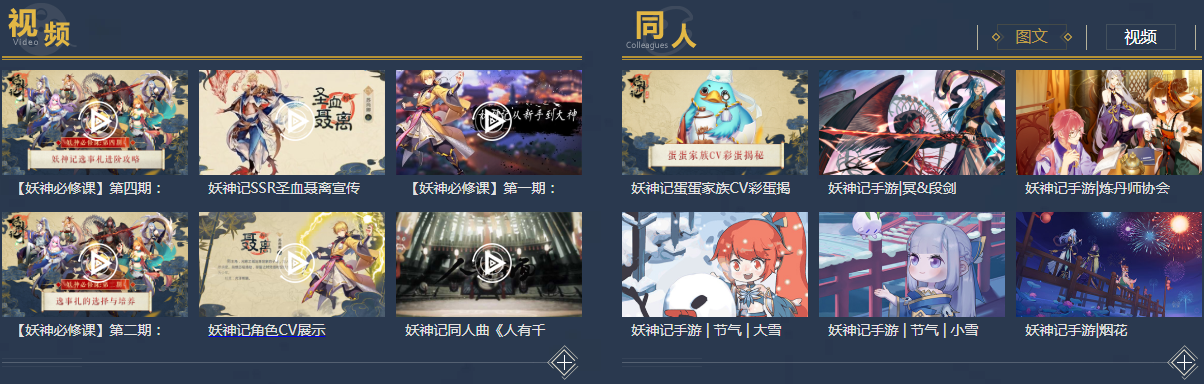 视频
Video
妖神必修课|第四期
妖神记逸事札进阶攻略
圣血聂离
从新手到大神
【妖神必修课】第四期：
妖神记SSR圣血聂离宣传
【妖神必修课】第一期：
妖神必修课|第二期
逸事札的选择与培养
聂离
【妖神必修课】第二期：
妖神记角色CV展示
妖神记同人曲《人有千
同人
Colleagues
图文
视频
蛋蛋家族CV彩蛋揭秘
妖神记蛋蛋家族CV彩蛋揭
妖神记手游|冥&段剑
妖神记手游|炼丹师协会
妖神记手游 | 节气 | 大雪
妖神记手游 | 节气 | 小雪
妖神记手游|烟花